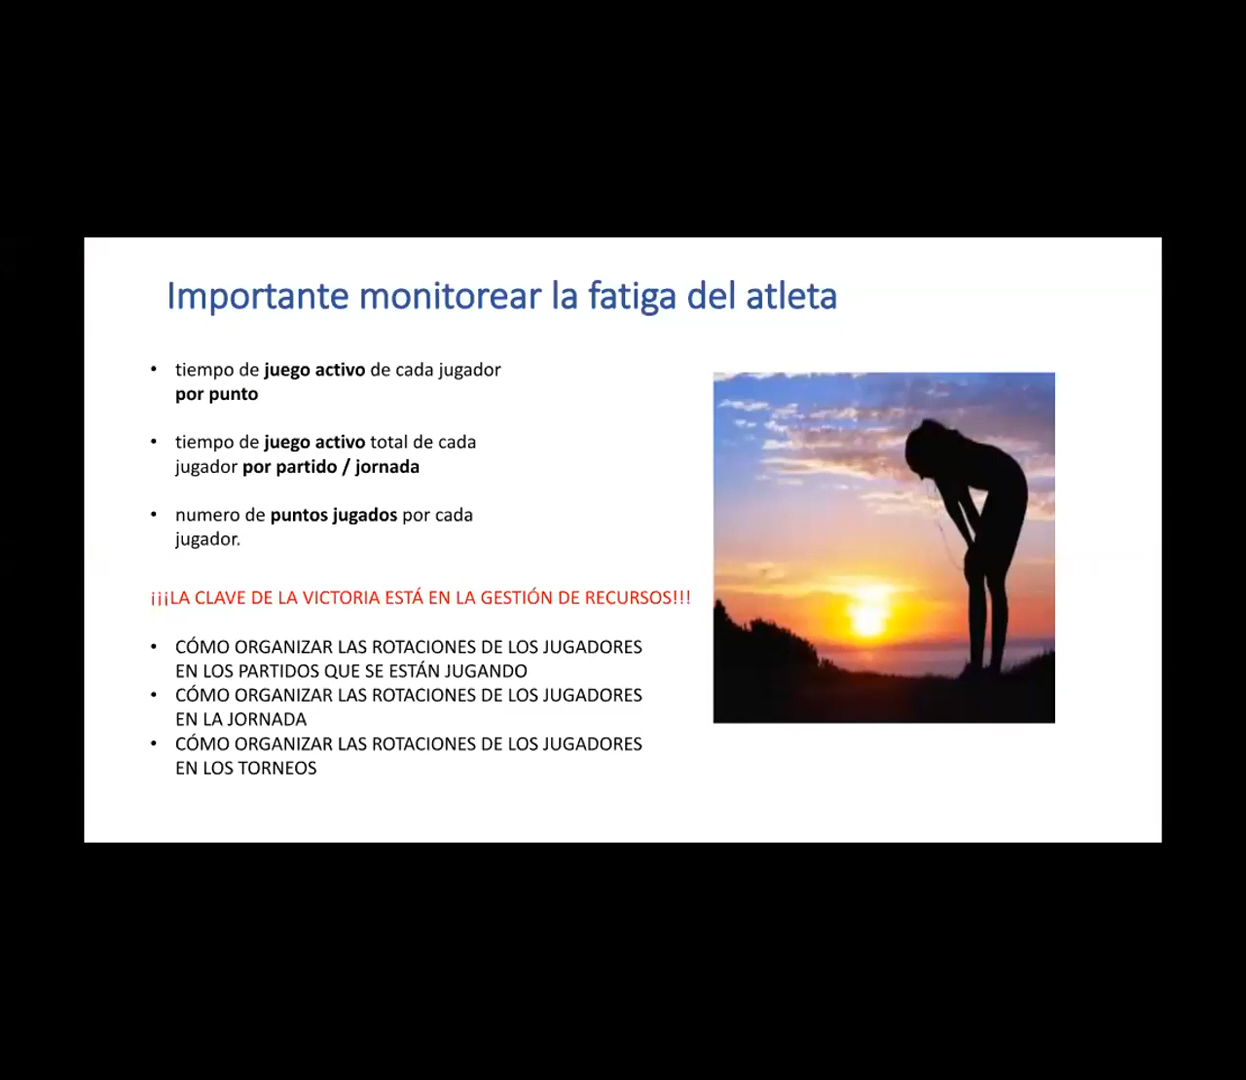 Importante monitorear la fatiga del atleta
• tiempo de juego activo de cada jugador
por punto
• tiempo de juego activo total de cada
jugador por partido / jornada
• numero de puntos jugados por cada
jugador.
¡¡¡LA CLAVE DE LA VICTORIA ESTÁ EN LA GESTIÓN DE RECURSOS!!!
• CÓMO ORGANIZAR LAS ROTACIONES DE LOS JUGADORES
EN LOS PARTIDOS QUE SE ESTÁN JUGANDO
• CÓMO ORGANIZAR LAS ROTACIONES DE LOS JUGADORES
EN LA JORNADA
• CÓMO ORGANIZAR LAS ROTACIONES DE LOS JUGADORES
EN LOS TORNEOS